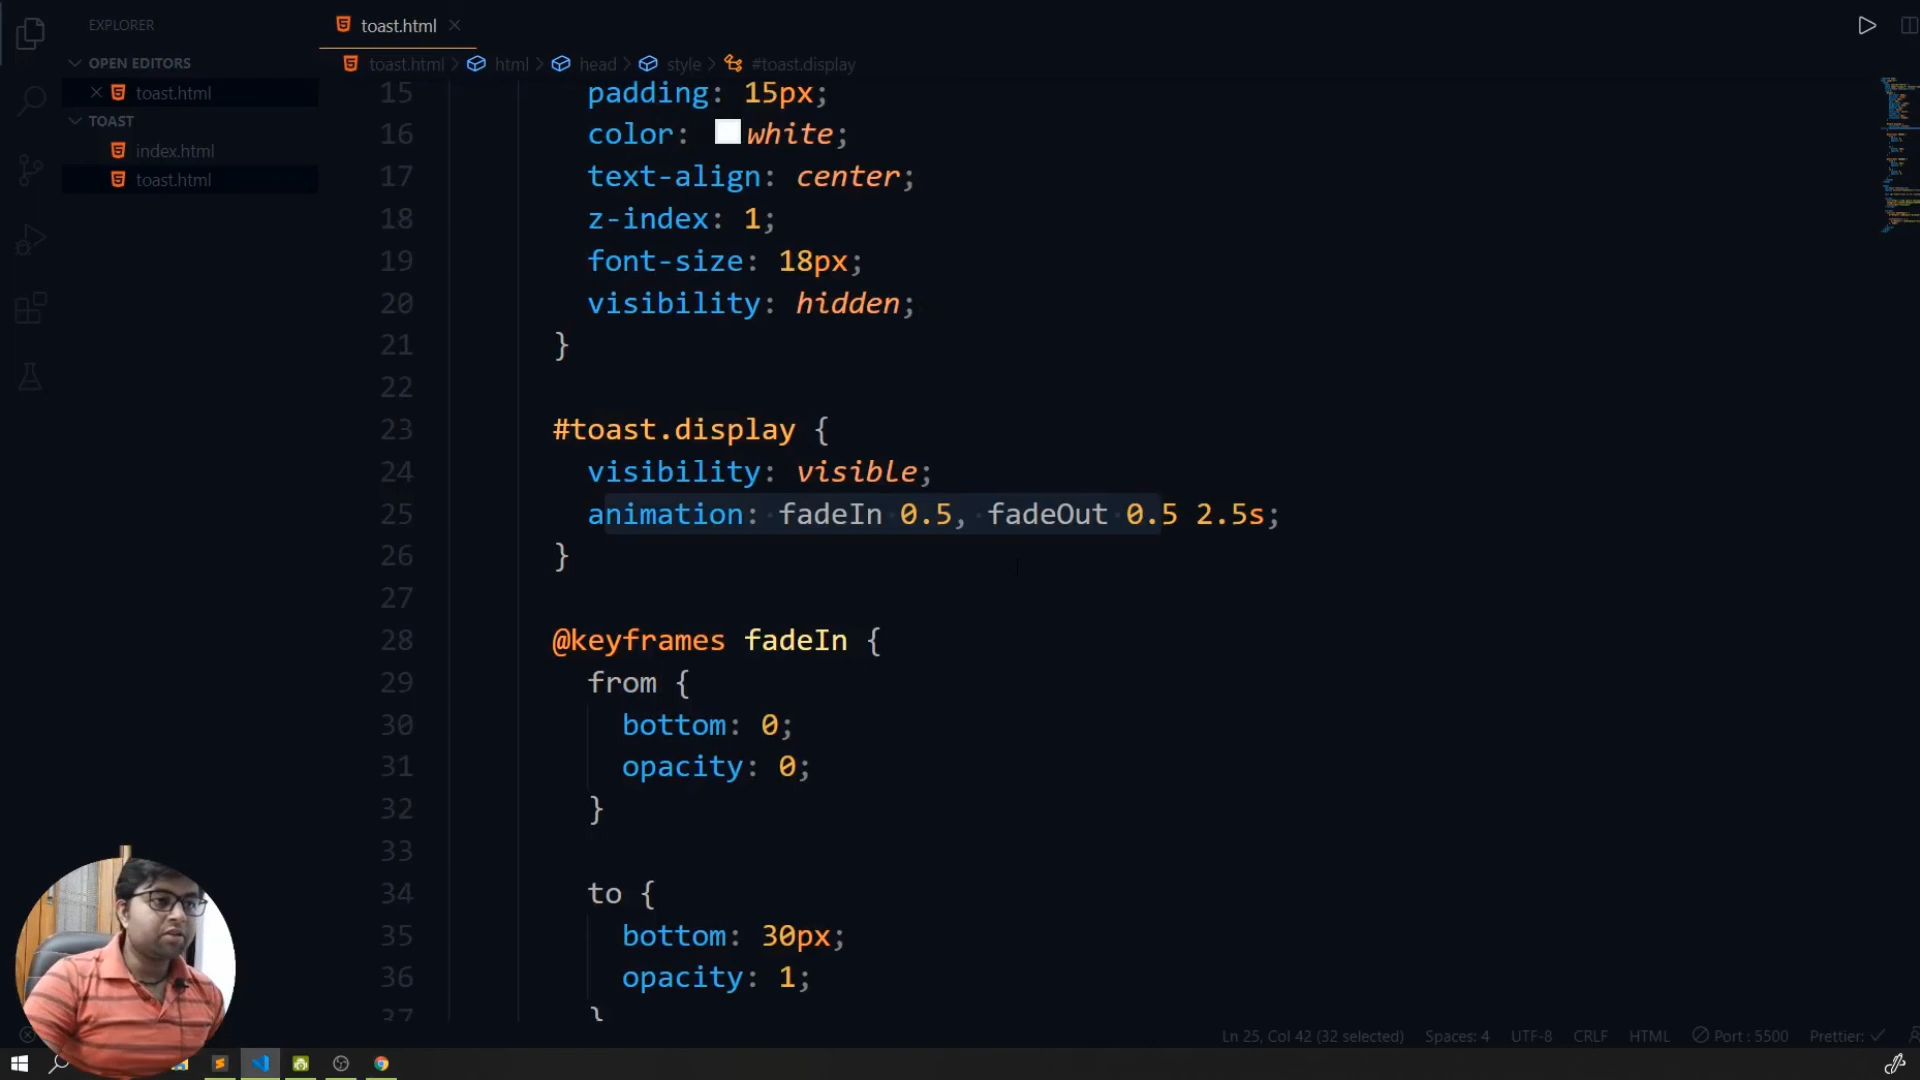 EXPLORER
OPEN EDITORS
toast.html
TOAST
index.html
toast.html
toast.html
toast.html > html > head > style > #toast.display
15 padding: 15px;
16 color: white;
17 text-align: center;
18 z-index: 1;
19 font-size: 18px;
20 visibility: hidden;
21 }
22
23 #toast.display {
24 visibility: visible;
25 animation: fadeIn 0.5, fadeOut 0.5 2.5s;
26 }
27
28 @keyframes fadeIn {
29 from {
30 bottom: 0;
31 opacity: 0;
32 }
33
34 to {
35 bottom: 30px;
36 opacity: 1;
37 }
Ln 25, Col 42 (32 selected) Spaces: 4 UTF-8 CRLF HTML Port : 5500 Prettier: ✓